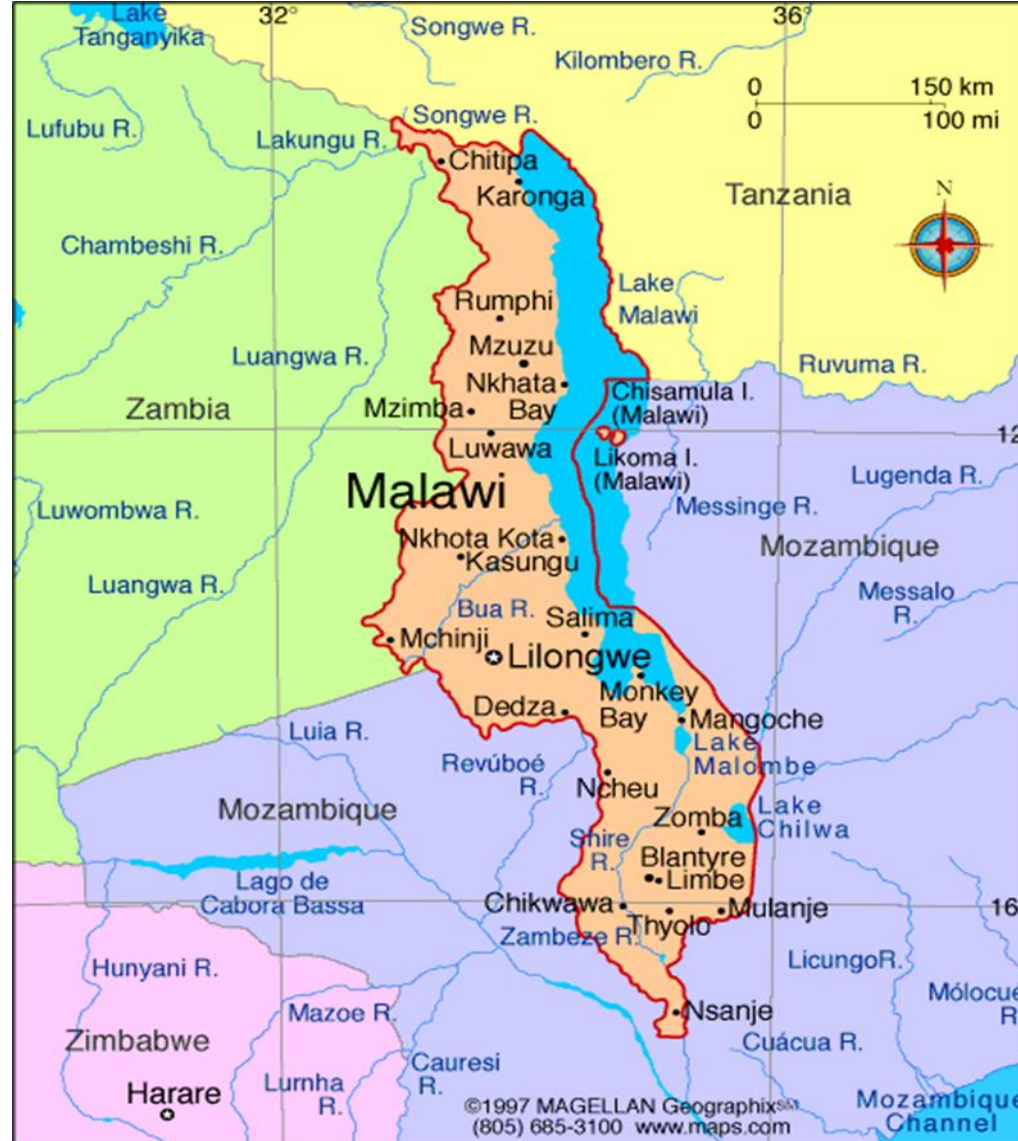 Lake
Tanganyika
32°
Songwe R.
36°
Kilombero R.
0 150 km
0 100 mi
Lufubu R.
Songwe R.
Lakungu R.
Chitipa
Karonga
Tanzania
N
Chambeshi R.
Lake
Malawi
Rumphi
Mzuzu
Luangwa R.
Nkhata
Bay
Ruvuma R.
Zambia
Mzimba
Chisamula I.
(Malawi)
Luwawa
12
Likoma I.
(Malawi)
Lugenda R.
Malawi
Messinge R.
Luwombwa R.
Nkhota Kota
Kasungu
Mozambique
Luangwa R.
Messalo
R.
Bua R.
Salima
Mchinji
Lilongwe
Monkey
Bay
Dedza
Mangoche
Luia R.
Lake
Malombe
Revúboé
R.
Ncheu
Mozambique
Zomba
Lake
Chilwa
Shire
R.
Blantyre
Limbe
Lago de
Cabora Bassa
Chikwawa
Thyolo
Mulanje
16
Zambeze R.
Hunyani R.
LicungoR.
Mazoe R.
Nsanje
Mólocué
R
Zimbabwe
Cuácua R.
Cauresi
R.
Harare
Lurnha
R.
©1997 MAGELLAN Geographix℠
(805) 685-3100 www.maps.com
Mozambique
Channel